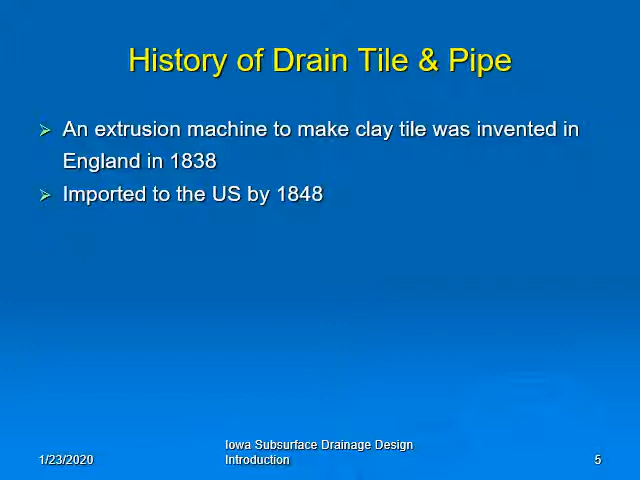 History of Drain Tile & Pipe
An extrusion machine to make clay tile was invented in
England in 1838
Imported to the US by 1848
1/23/2020
Iowa Subsurface Drainage Design
Introduction
5